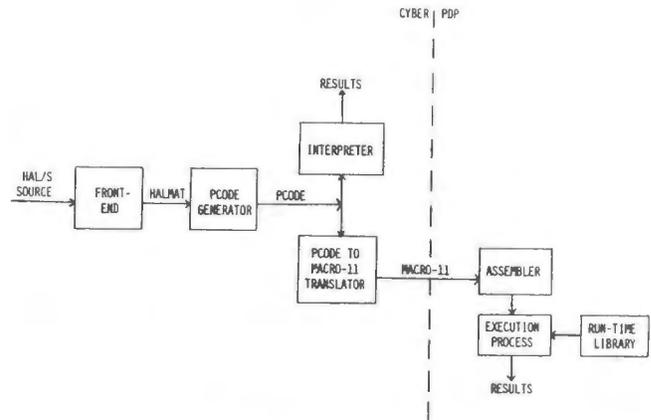 CYBER PDP
RESULTS
INTERPRETER
HAL/S
SOURCE
FRONT-
END
HALMAT
PCODE
GENERATOR
PCODE
PCODE TO
MACRO-11
TRANSLATOR
MACRO-11
ASSEMBLER
EXECUTION
PROCESS
RUN-TIME
LIBRARY
RESULTS